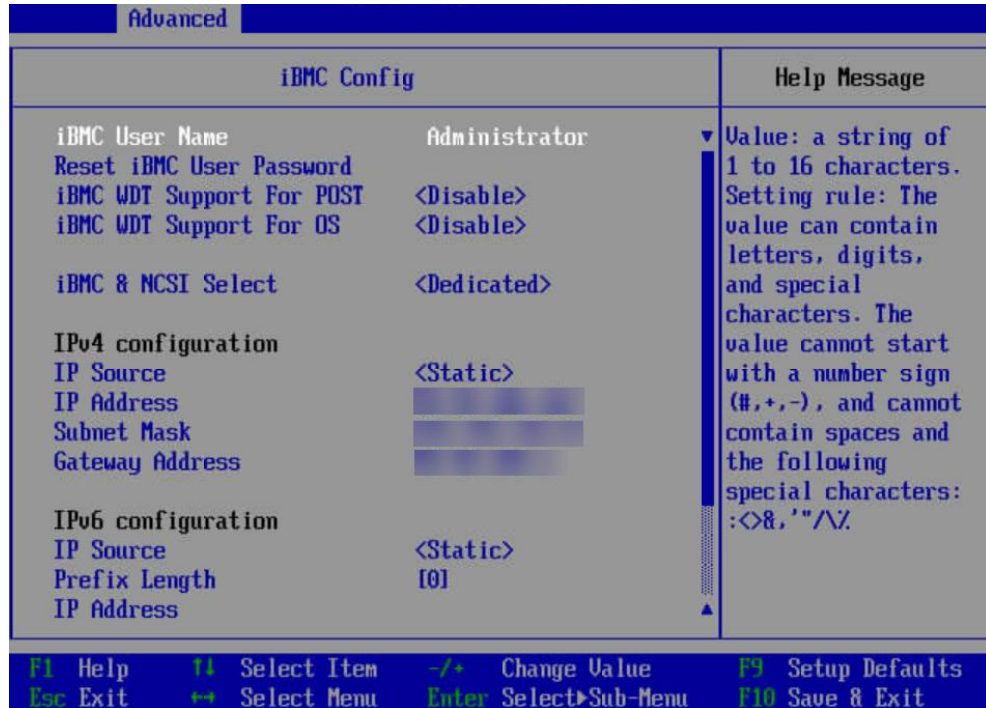 Advanced
iBMC Config
iBMC User Name Administrator
Reset iBMC User Password
iBMC WDT Support For POST <Disable>
iBMC WDT Support For OS <Disable>
iBMC & NCSI Select <Dedicated>
IPv4 configuration
IP Source <Static>
IP Address
Subnet Mask
Gateway Address
IPv6 configuration
IP Source <Static>
Prefix Length [0]
IP Address
Help Message
Value: a string of
1 to 16 characters.
Setting rule: The
value can contain
letters, digits,
and special
characters. The
value cannot start
with a number sign
(#,+,-), and cannot
contain spaces and
the following
special characters:
:<>&,'"/\%
F1 Help ↑↓ Select Item -/+ Change Value F9 Setup Defaults
Esc Exit ←→ Select Menu Enter Select▶Sub-Menu F10 Save & Exit